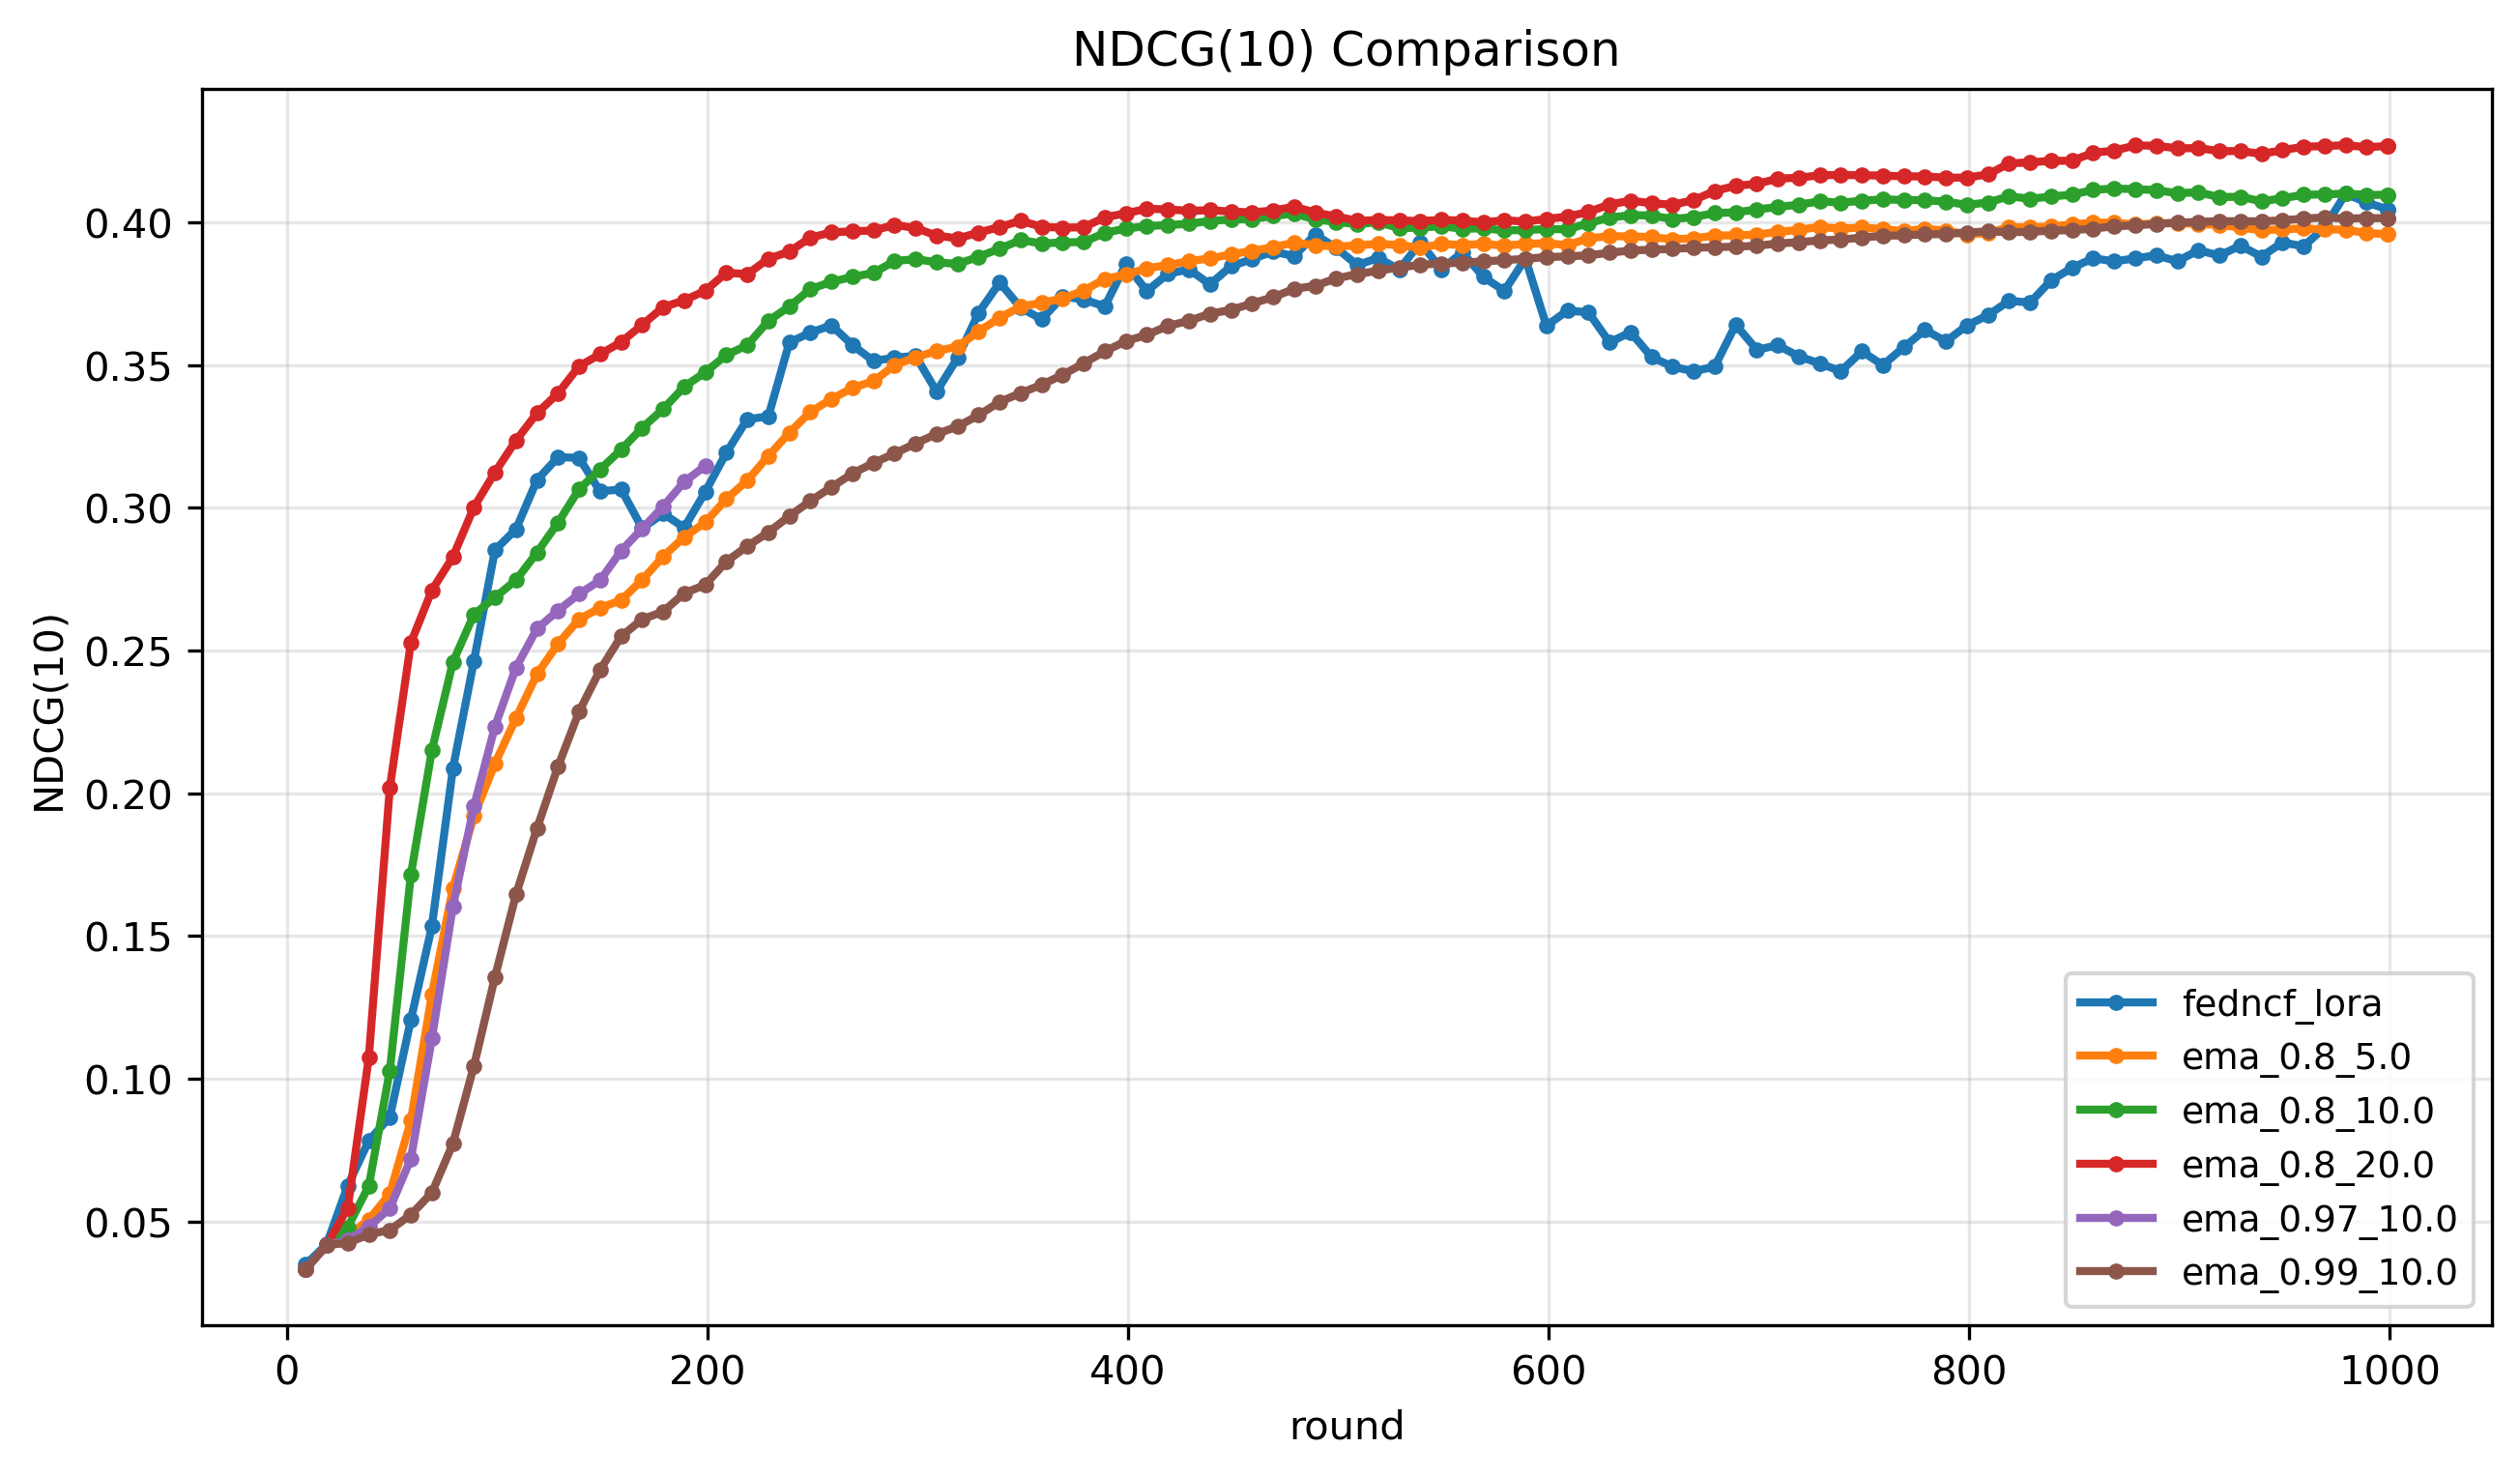 NDCG(10) Comparison
NDCG(10)
0.40
0.35
0.30
0.25
0.20
0.15
0.10
0.05
0
200
400
600
800
1000
round
fedncf_lora
ema_0.8_5.0
ema_0.8_10.0
ema_0.8_20.0
ema_0.97_10.0
ema_0.99_10.0